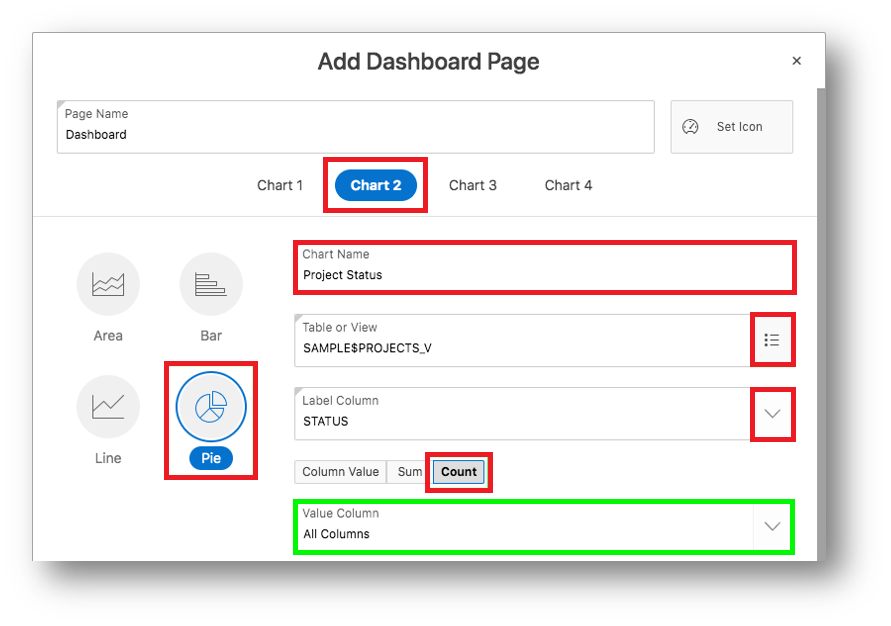 Add Dashboard Page
×
Page Name
Dashboard
Set Icon
Chart 1
Chart 2
Chart 3
Chart 4
Area
Bar
Line
Pie
Chart Name
Project Status
Table or View
SAMPLE$PROJECTS_V
Label Column
STATUS
Column Value
Sum
Count
Value Column
All Columns